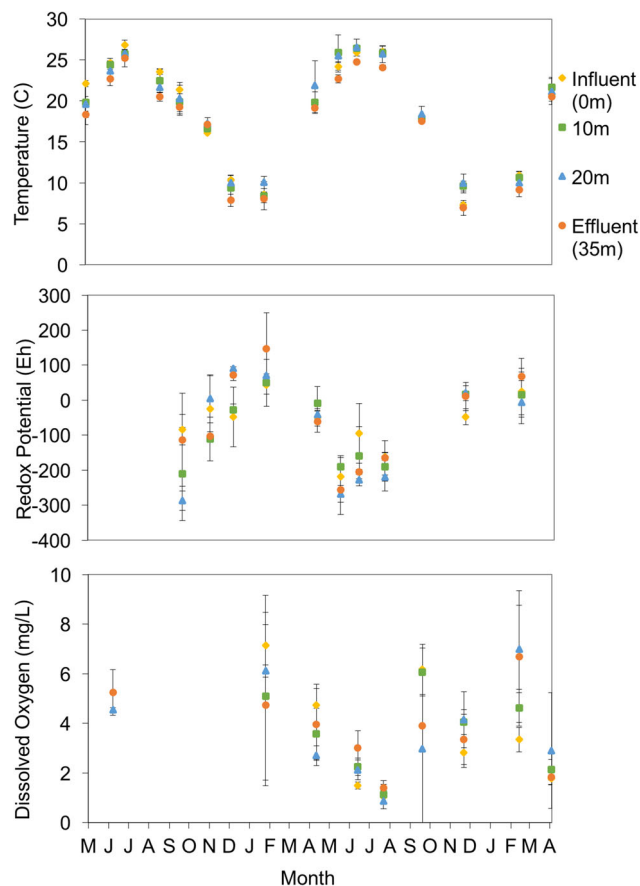 30
25
20
15
10
5
0
Temperature (C)
Influent
(0m)
10m
20m
Effluent
(35m)
300
200
100
0
-100
-200
-300
-400
Redox Potential (Eh)
10
8
6
4
2
0
Dissolved Oxygen (mg/L)
M J J A S O N D J F M A M J J A S O N D J F M A
Month